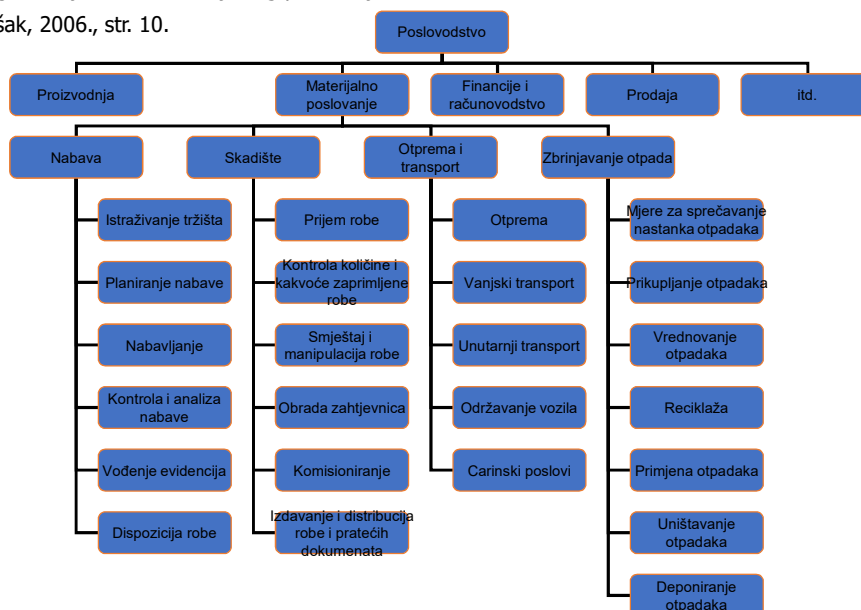 šak, 2006., str. 10.
Poslovodstvo
Proizvodnja
Materijalno
poslovanje
Financije i
računovodstvo
Prodaja
itd.
Nabava
Skadište
Otprema i
transport
Zbrinjavanje otpada
Istraživanje tržišta
Planiranje nabave
Nabavljanje
Kontrola i analiza
nabave
Vođenje evidencija
Dispozicija robe
Prijem robe
Kontrola količine i
kakvoće zaprimljene
robe
Smještaj i
manipulacija robe
Obrada zahtjevnica
Komisioniranje
Izdavanje i distribucija
robe i pratećih
dokumenata
Otprema
Vanjski transport
Unutarnji transport
Održavanje vozila
Carinski poslovi
Mjere za sprečavanje
nastanka otpadaka
Prikupljanje otpadaka
Vrednovanje
otpadaka
Reciklaža
Primjena otpadaka
Uništavanje
otpadaka
Deponiranje
otpadaka